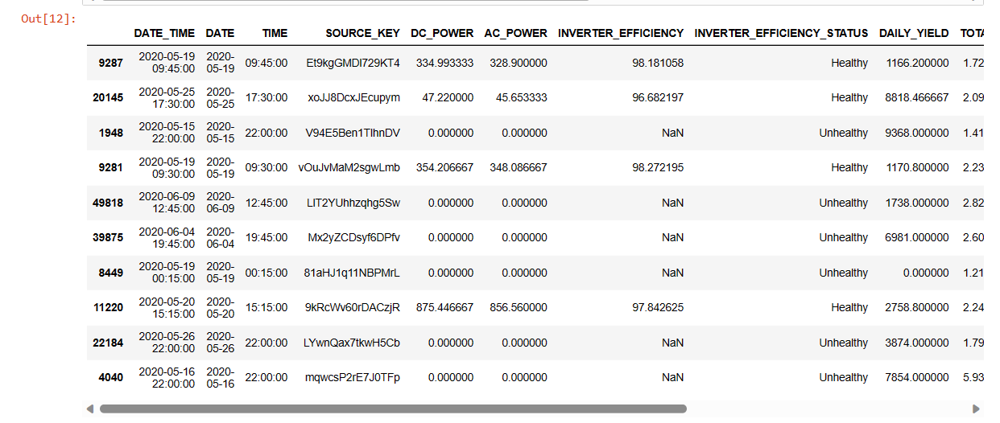 Out[12]:
DATE_TIME DATE TIME SOURCE_KEY DC_POWER AC_POWER INVERTER_EFFICIENCY INVERTER_EFFICIENCY_STATUS DAILY_YIELD TOTA
9287 2020-05-19 09:45:00 2020-05-19 09:45:00 Et9kgGMDl729KT4 334.993333 328.900000 98.181058 Healthy 1166.200000 1.72
20145 2020-05-25 17:30:00 2020-05-25 17:30:00 xoJJ8DcxJEcupym 47.220000 45.653333 96.682197 Healthy 8818.466667 2.09
1948 2020-05-15 22:00:00 2020-05-15 22:00:00 V94E5Ben1TlhnDV 0.000000 0.000000 NaN Unhealthy 9368.000000 1.41
9281 2020-05-19 09:30:00 2020-05-19 09:30:00 vOuJvMaM2sgwLmb 354.206667 348.086667 98.272195 Healthy 1170.800000 2.23
49818 2020-06-09 12:45:00 2020-06-09 12:45:00 LlT2YUhhzqhg5Sw 0.000000 0.000000 NaN Unhealthy 1738.000000 2.82
39875 2020-06-04 19:45:00 2020-06-04 19:45:00 Mx2yZCDsyf6DPfv 0.000000 0.000000 NaN Unhealthy 6981.000000 2.60
8449 2020-05-19 00:15:00 2020-05-19 00:15:00 81aHJ1q11NBPMrL 0.000000 0.000000 NaN Unhealthy 0.000000 1.21
11220 2020-05-20 15:15:00 2020-05-20 15:15:00 9kRcWv60rDACzjR 875.446667 856.560000 97.842625 Healthy 2758.800000 2.24
22184 2020-05-26 22:00:00 2020-05-26 22:00:00 LYwnQax7tkwH5Cb 0.000000 0.000000 NaN Unhealthy 3874.000000 1.79
4040 2020-05-16 22:00:00 2020-05-16 22:00:00 mqwcsP2rE7J0TFp 0.000000 0.000000 NaN Unhealthy 7854.000000 5.93